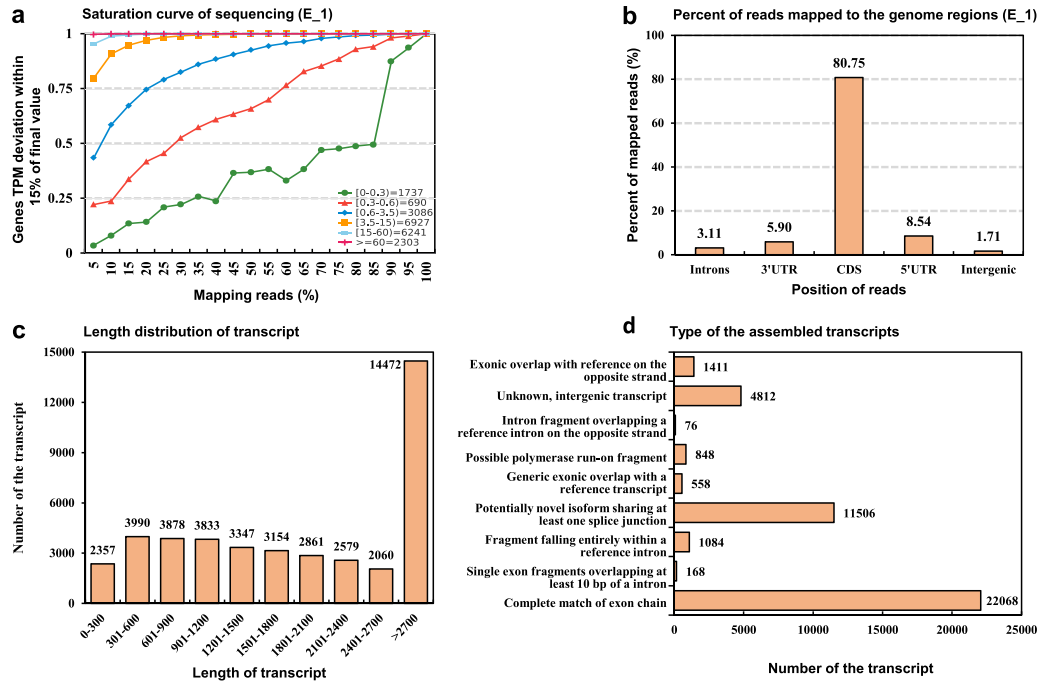 a
Saturation curve of sequencing (E_1)
Genes TPM deviation within
15% of final value
1
0.75
0.5
0.25
0
[0-0.3)=1737
[0.3-0.6)=690
[0.6-3.5)=3086
[3.5-15)=6927
[15-60)=6241
>=60=2303
5 10 15 20 25 30 35 40 45 50 55 60 65 70 75 80 85 90 95 100
Mapping reads (%)
b
Percent of reads mapped to the genome regions (E_1)
Percent of mapped reads (%)
100
80
60
40
20
0
3.11 5.90 80.75 8.54 1.71
Introns 3'UTR CDS 5'UTR Intergenic
Position of reads
c
Length distribution of transcript
Number of the transcript
15000
12000
9000
6000
3000
0
2357 3990 3878 3833 3347 3154 2861 2579 2060 14472
0-300 301-600 601-900 901-1200 1201-1500 1501-1800 1801-2100 2101-2400 2401-2700 >2700
Length of transcript
d
Type of the assembled transcripts
Exonic overlap with reference on the
opposite strand
1411
Unknown, intergenic transcript
4812
Intron fragment overlapping a
reference intron on the opposite strand
76
Possible polymerase run-on fragment
848
Generic exonic overlap with a
reference transcript
558
Potentially novel isoform sharing at
least one splice junction
11506
Fragment falling entirely within a
reference intron
1084
Single exon fragments overlapping at
least 10 bp of a intron
168
Complete match of exon chain
22068
0 5000 10000 15000 20000 25000
Number of the transcript